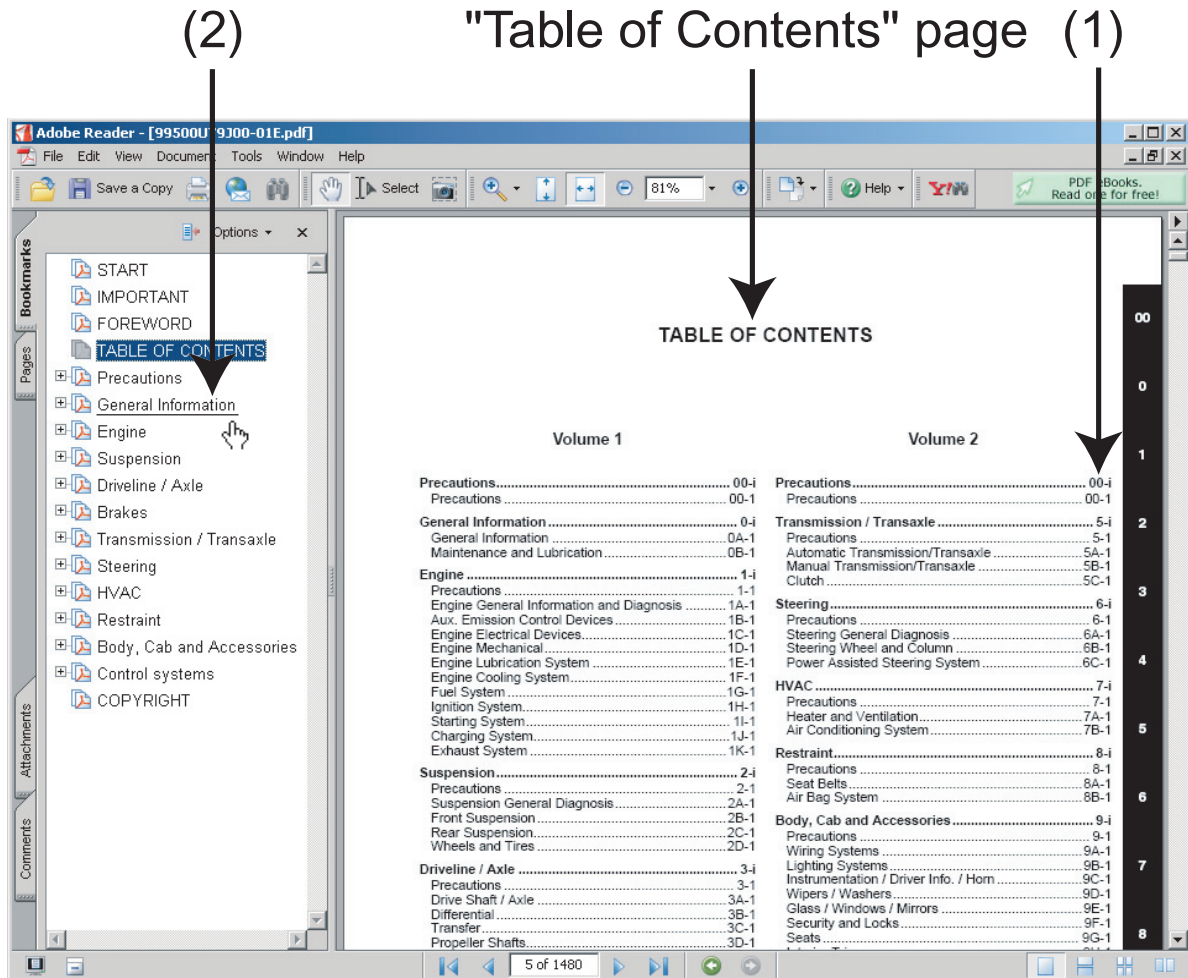 (2) "Table of Contents" page (1)
Adobe Reader - [99500U79J00-01E.pdf]
File Edit View Document Tools Window Help
Save a Copy Select 81% Help Y! PDF eBooks.
Read one for free!
Options x
Bookmarks
Pages
Attachments
Comments
START
IMPORTANT
FOREWORD
TABLE OF CONTENTS
Precautions
General Information
Engine
Suspension
Driveline / Axle
Brakes
Transmission / Transaxle
Steering
HVAC
Restraint
Body, Cab and Accessories
Control systems
COPYRIGHT
TABLE OF CONTENTS
Volume 1
Precautions 00-i
Precautions 00-1
General Information 0-i
General Information 0A-1
Maintenance and Lubrication 0B-1
Engine 1-i
Precautions 1-1
Engine General Information and Diagnosis 1A-1
Aux. Emission Control Devices 1B-1
Engine Electrical Devices 1C-1
Engine Mechanical 1D-1
Engine Lubrication System 1E-1
Engine Cooling System 1F-1
Fuel System 1G-1
Ignition System 1H-1
Starting System 1I-1
Charging System 1J-1
Exhaust System 1K-1
Suspension 2-i
Precautions 2-1
Suspension General Diagnosis 2A-1
Front Suspension 2B-1
Rear Suspension 2C-1
Wheels and Tires 2D-1
Driveline / Axle 3-i
Precautions 3-1
Drive Shaft / Axle 3A-1
Differential 3B-1
Transfer 3C-1
Propeller Shafts 3D-1
Volume 2
Precautions 00-i
Precautions 00-1
Transmission / Transaxle 5-i
Precautions 5-1
Automatic Transmission/Transaxle 5A-1
Manual Transmission/Transaxle 5B-1
Clutch 5C-1
Steering 6-i
Precautions 6-1
Steering General Diagnosis 6A-1
Steering Wheel and Column 6B-1
Power Assisted Steering System 6C-1
HVAC 7-i
Precautions 7-1
Heater and Ventilation 7A-1
Air Conditioning System 7B-1
Restraint 8-i
Precautions 8-1
Seat Belts 8A-1
Air Bag System 8B-1
Body, Cab and Accessories 9-i
Precautions 9-1
Wiring Systems 9A-1
Lighting Systems 9B-1
Instrumentation / Driver Info. / Horn 9C-1
Wipers / Washers 9D-1
Glass / Windows / Mirrors 9E-1
Security and Locks 9F-1
Seats 9G-1
00
0
1
2
3
4
5
6
7
8
5 of 1480